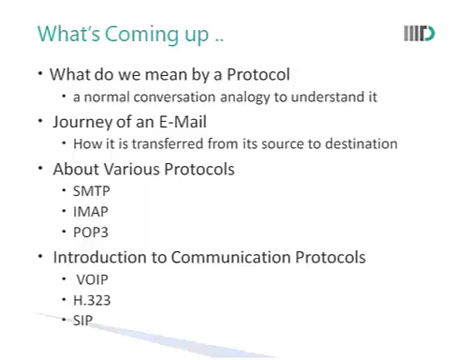 What's Coming up ..
• What do we mean by a Protocol
• a normal conversation analogy to understand it
• Journey of an E-Mail
• How it is transferred from its source to destination
• About Various Protocols
• SMTP
• IMAP
• POP3
• Introduction to Communication Protocols
• VOIP
• H.323
• SIP